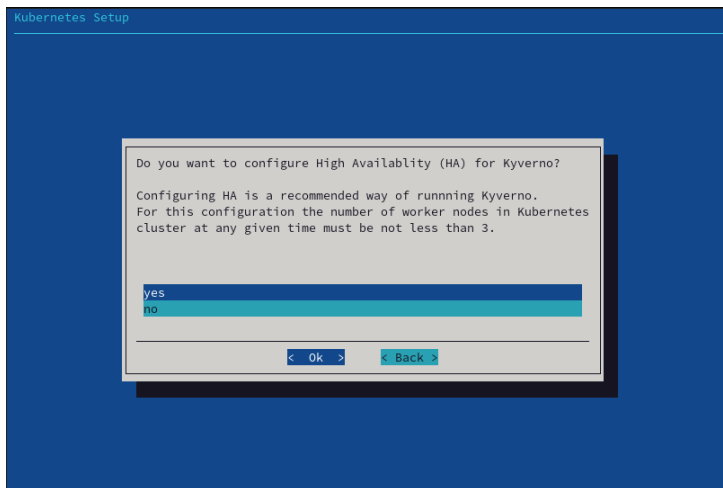 Kubernetes Setup
Do you want to configure High Availablity (HA) for Kyverno?
Configuring HA is a recommended way of runnning Kyverno.
For this configuration the number of worker nodes in Kubernetes
cluster at any given time must be not less than 3.
yes
no
< Ok > < Back >